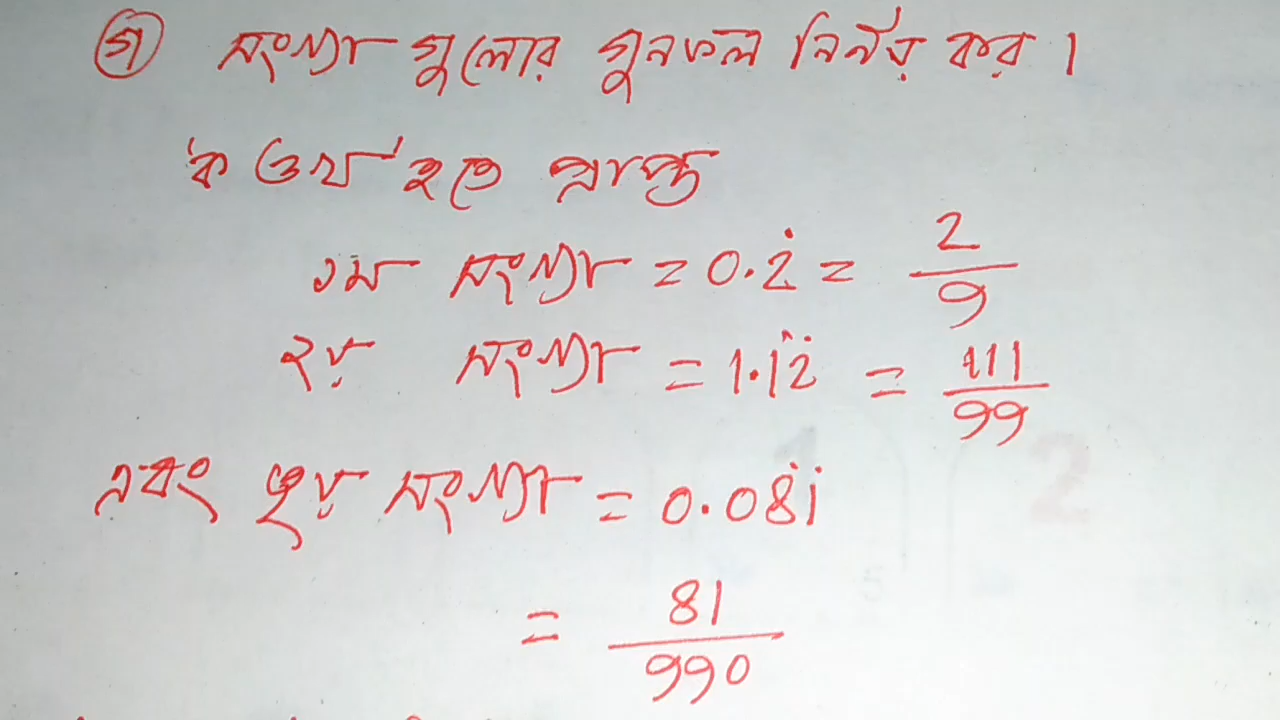 গ সংখ্যা গুলোর গুনফল নির্নয় কর।
'ক ও খ' হতে প্রাপ্ত
১ম সংখ্যা = 0.2̇ = 2/9
২য় সংখ্যা = 1.1̇2̇ = 111/99
এবং ৩য় সংখ্যা = 0.08̇1̇
= 81/990